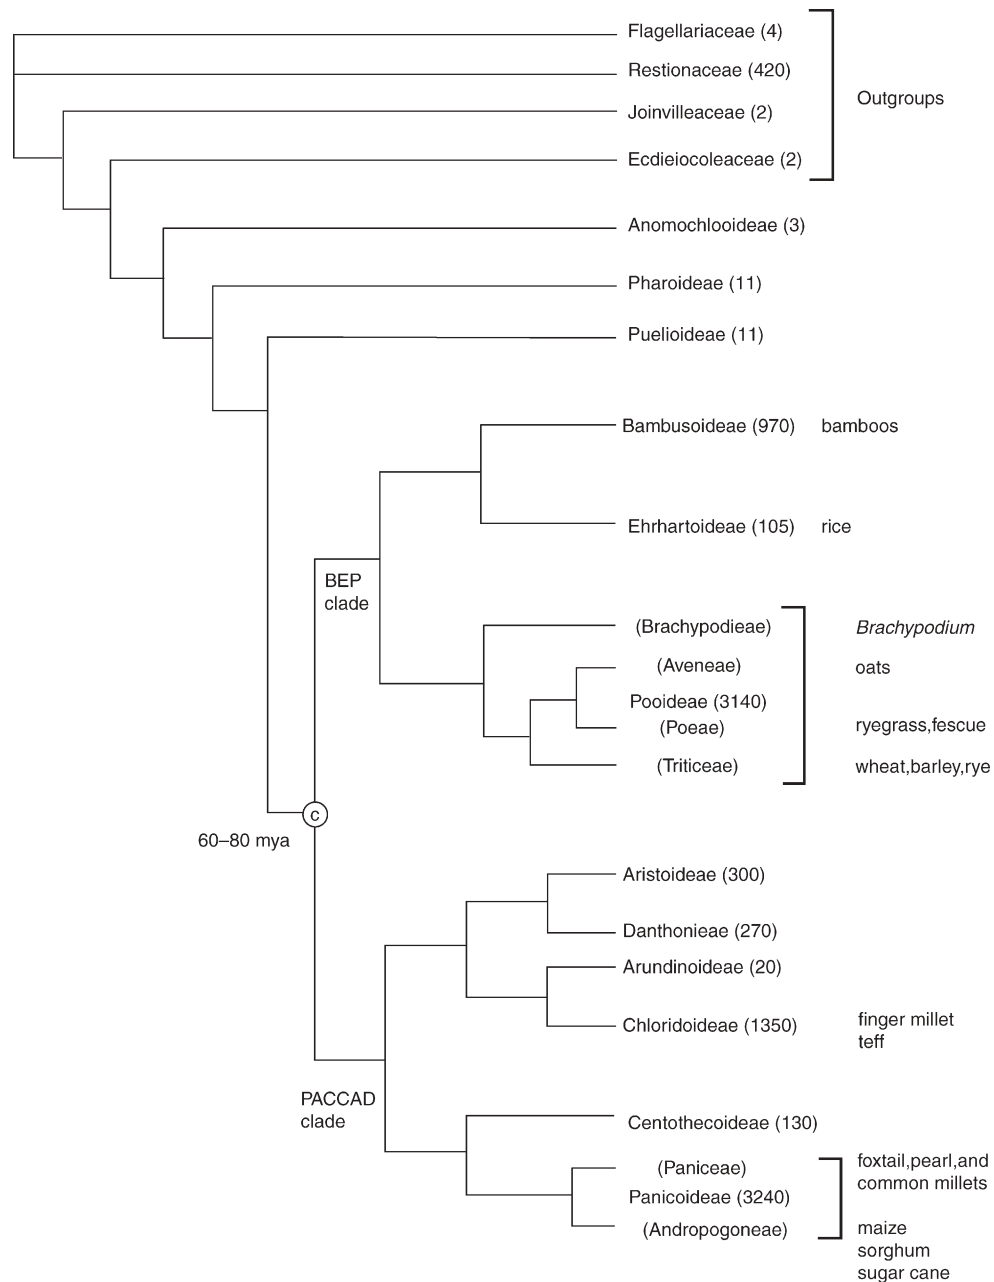 Flagellariaceae (4)
Restionaceae (420)
Outgroups
Joinvilleaceae (2)
Ecdieiocoleaceae (2)
Anomochlooideae (3)
Pharoideae (11)
Puelioideae (11)
Bambusoideae (970) bamboos
Ehrhartoideae (105) rice
BEP
clade
(Brachypodieae) Brachypodium
(Aveneae) oats
Pooideae (3140)
(Poeae) ryegrass,fescue
(Triticeae) wheat,barley,rye
c
60–80 mya
Aristoideae (300)
Danthonieae (270)
Arundinoideae (20)
Chloridoideae (1350) finger millet
teff
PACCAD
clade
Centothecoideae (130)
(Paniceae) foxtail,pearl,and
common millets
Panicoideae (3240)
(Andropogoneae) maize
sorghum
sugar cane